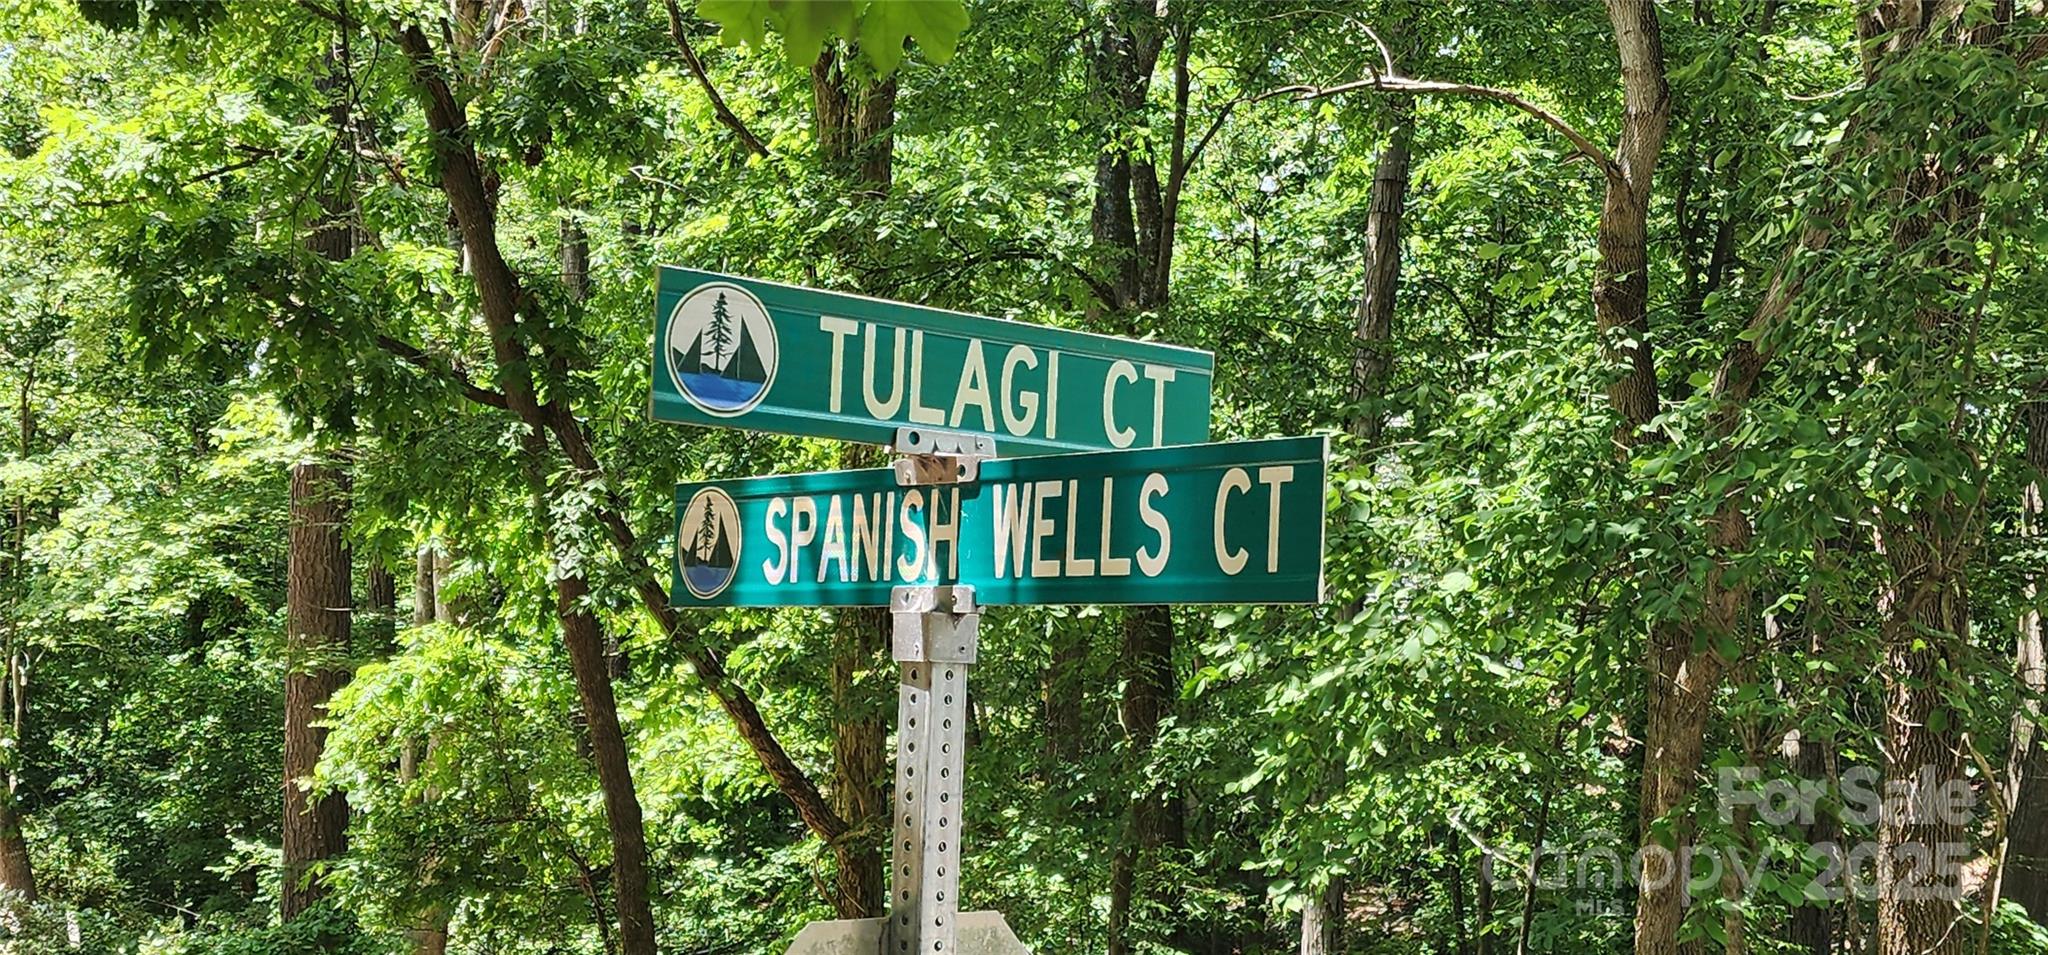 TULAGI CT
SPANISH WELLS CT
For Sale
canopy 2025
MLS